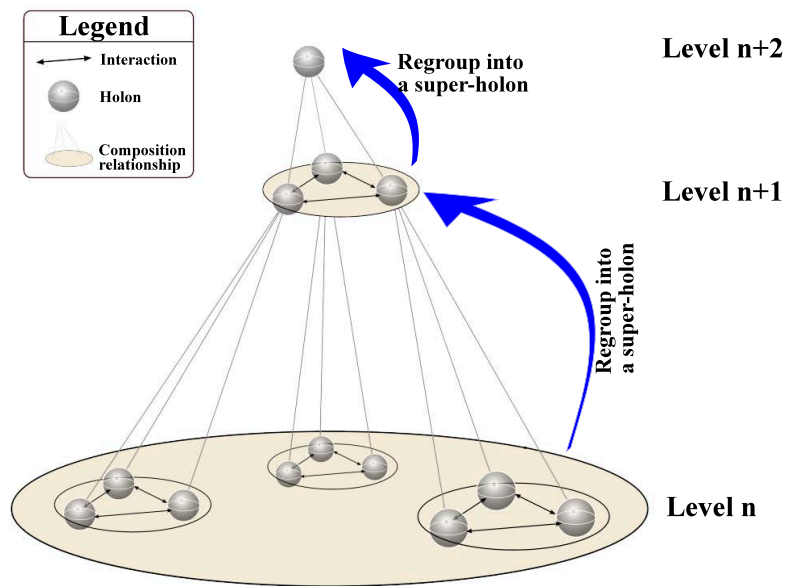 Legend
Interaction
Holon
Composition
relationship
Regroup into
a super-holon
Level n+2
Level n+1
Regroup into
a super-holon
Level n